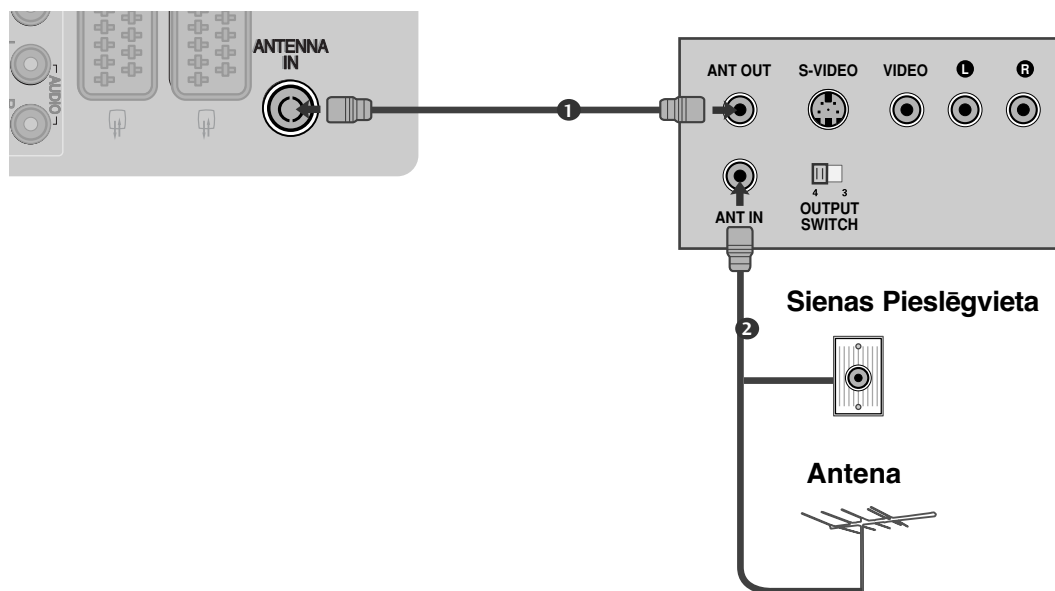 ANTENNA
IN
AUDIO
R
1
ANT OUT
S-VIDEO
VIDEO
L
R
ANT IN
4 3
OUTPUT
SWITCH
2
Sienas Pieslēgvieta
Antena